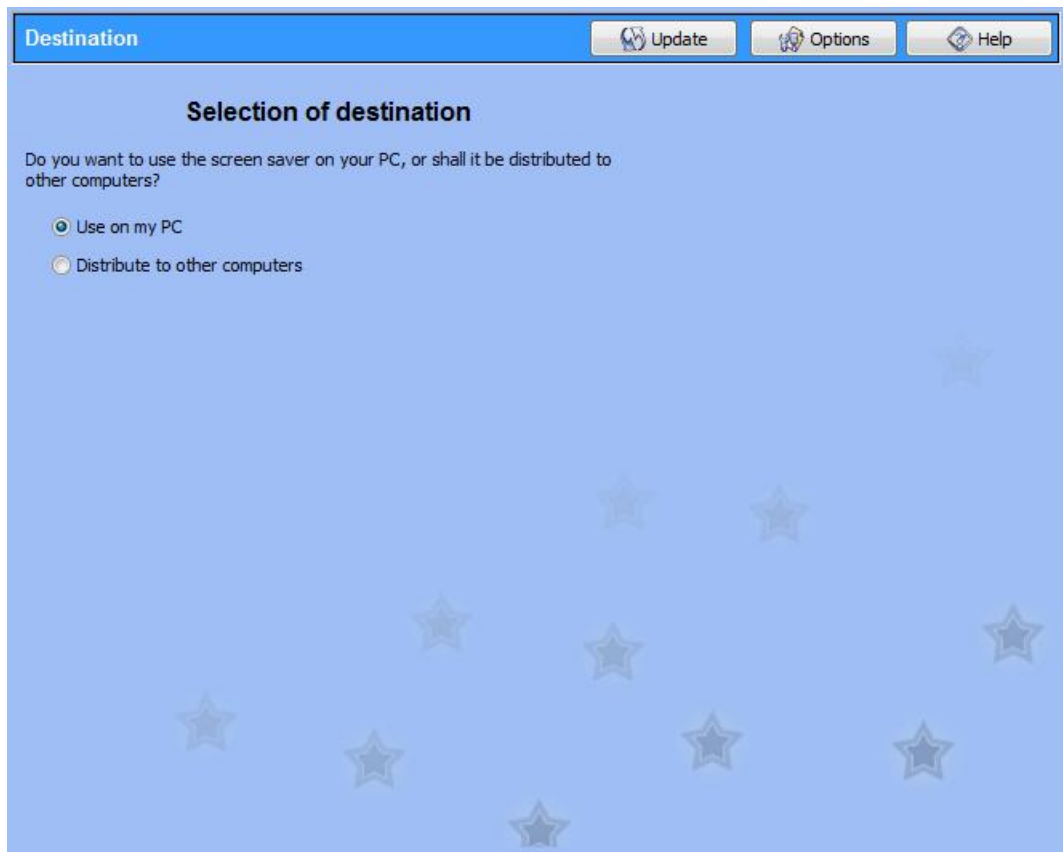 Destination
Update
Options
Help
Selection of destination
Do you want to use the screen saver on your PC, or shall it be distributed to
other computers?
Use on my PC
Distribute to other computers